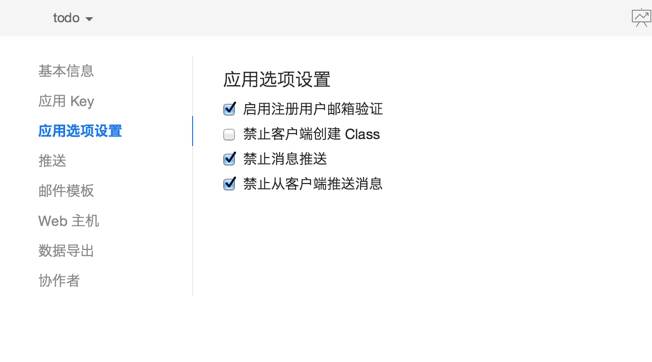 todo
基本信息
应用 Key
应用选项设置
推送
邮件模板
Web 主机
数据导出
协作者
应用选项设置
启用注册用户邮箱验证
禁止客户端创建 Class
禁止消息推送
禁止从客户端推送消息